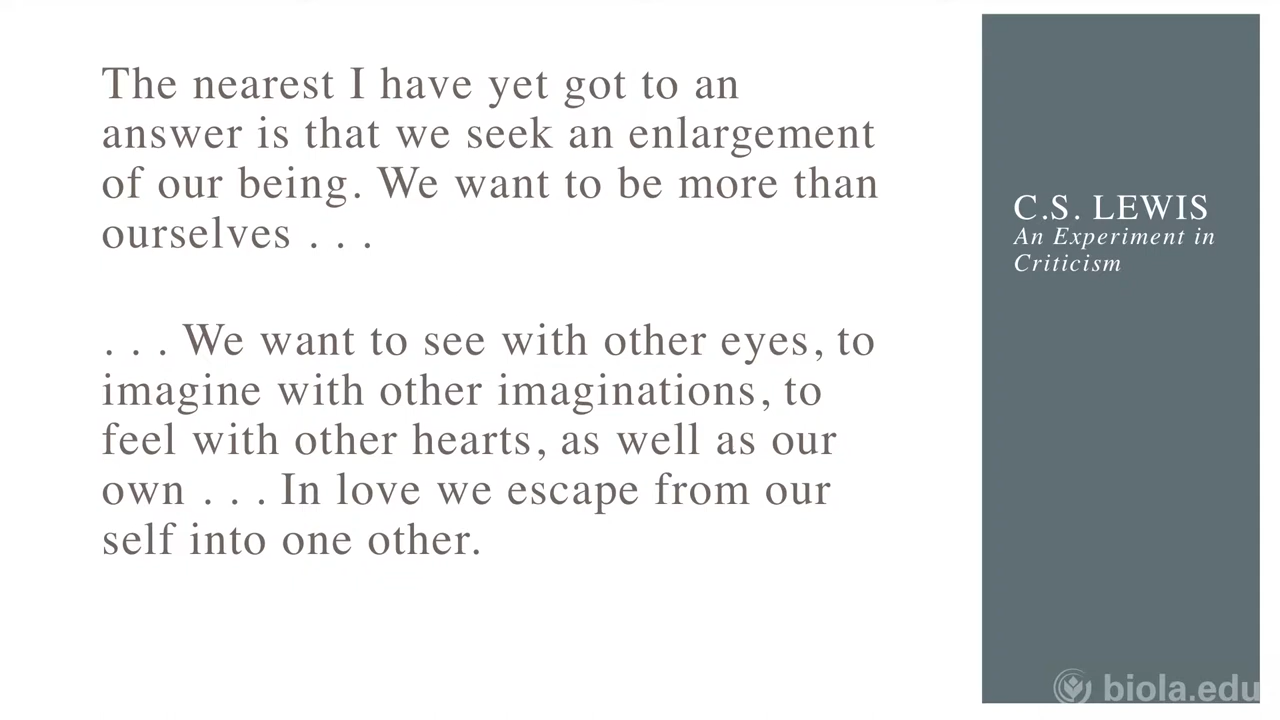 The nearest I have yet got to an
answer is that we seek an enlargement
of our being. We want to be more than
ourselves . . .
. . . We want to see with other eyes, to
imagine with other imaginations, to
feel with other hearts, as well as our
own . . . In love we escape from our
self into one other.
C.S. LEWIS
An Experiment in
Criticism
biola.edu